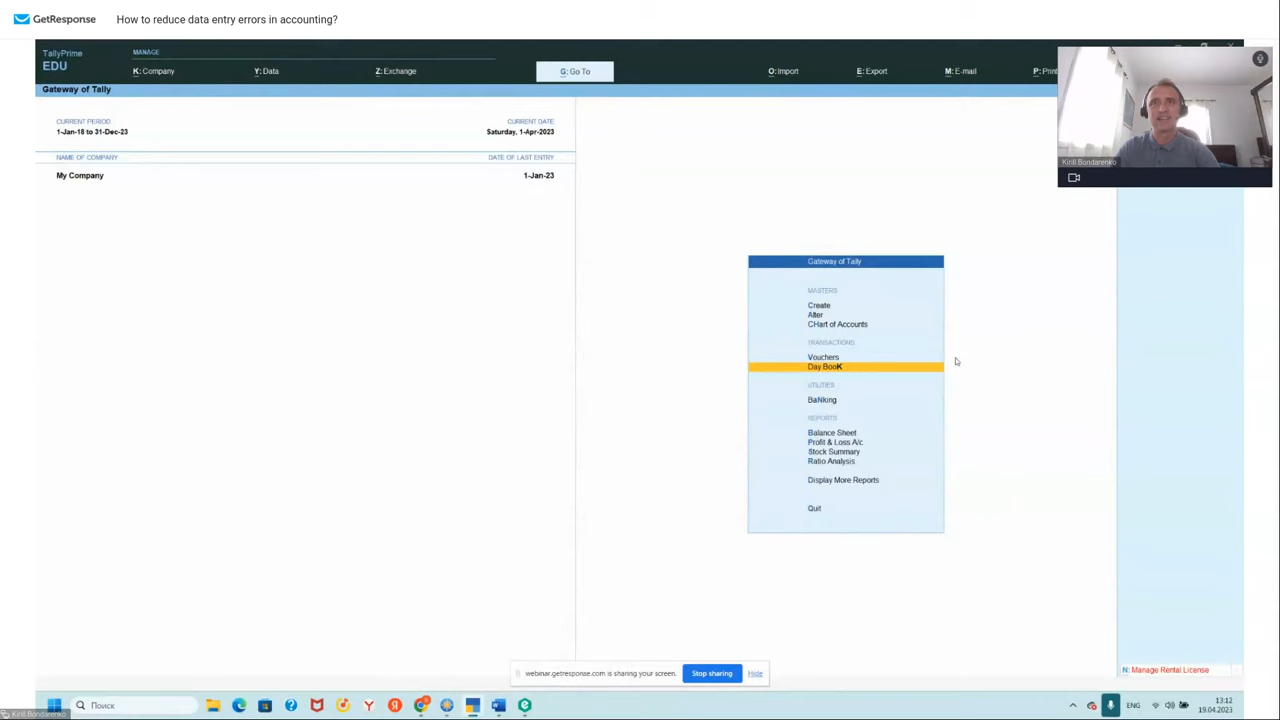 GetResponse
How to reduce data entry errors in accounting?
TallyPrime
EDU
MANAGE
K: Company
Y: Data
Z: Exchange
G: Go To
O: Import
E: Export
M: E-mail
P: Print
Gateway of Tally
CURRENT PERIOD
CURRENT DATE
1-Jan-18 to 31-Dec-23
Saturday, 1-Apr-2023
NAME OF COMPANY
DATE OF LAST ENTRY
My Company
1-Jan-23
Kirill Bondarenko
Gateway of Tally
MASTERS
Create
Alter
CHart of Accounts
TRANSACTIONS
Vouchers
Day BooK
UTILITIES
BaNking
REPORTS
Balance Sheet
Profit & Loss A/c
Stock Summary
Ratio Analysis
Display More Reports
Quit
N: Manage Rental License
webinar.getresponse.com is sharing your screen.
Stop sharing
Hide
Поиск
ENG
13:12
19.04.2023
Kirill Bondarenko